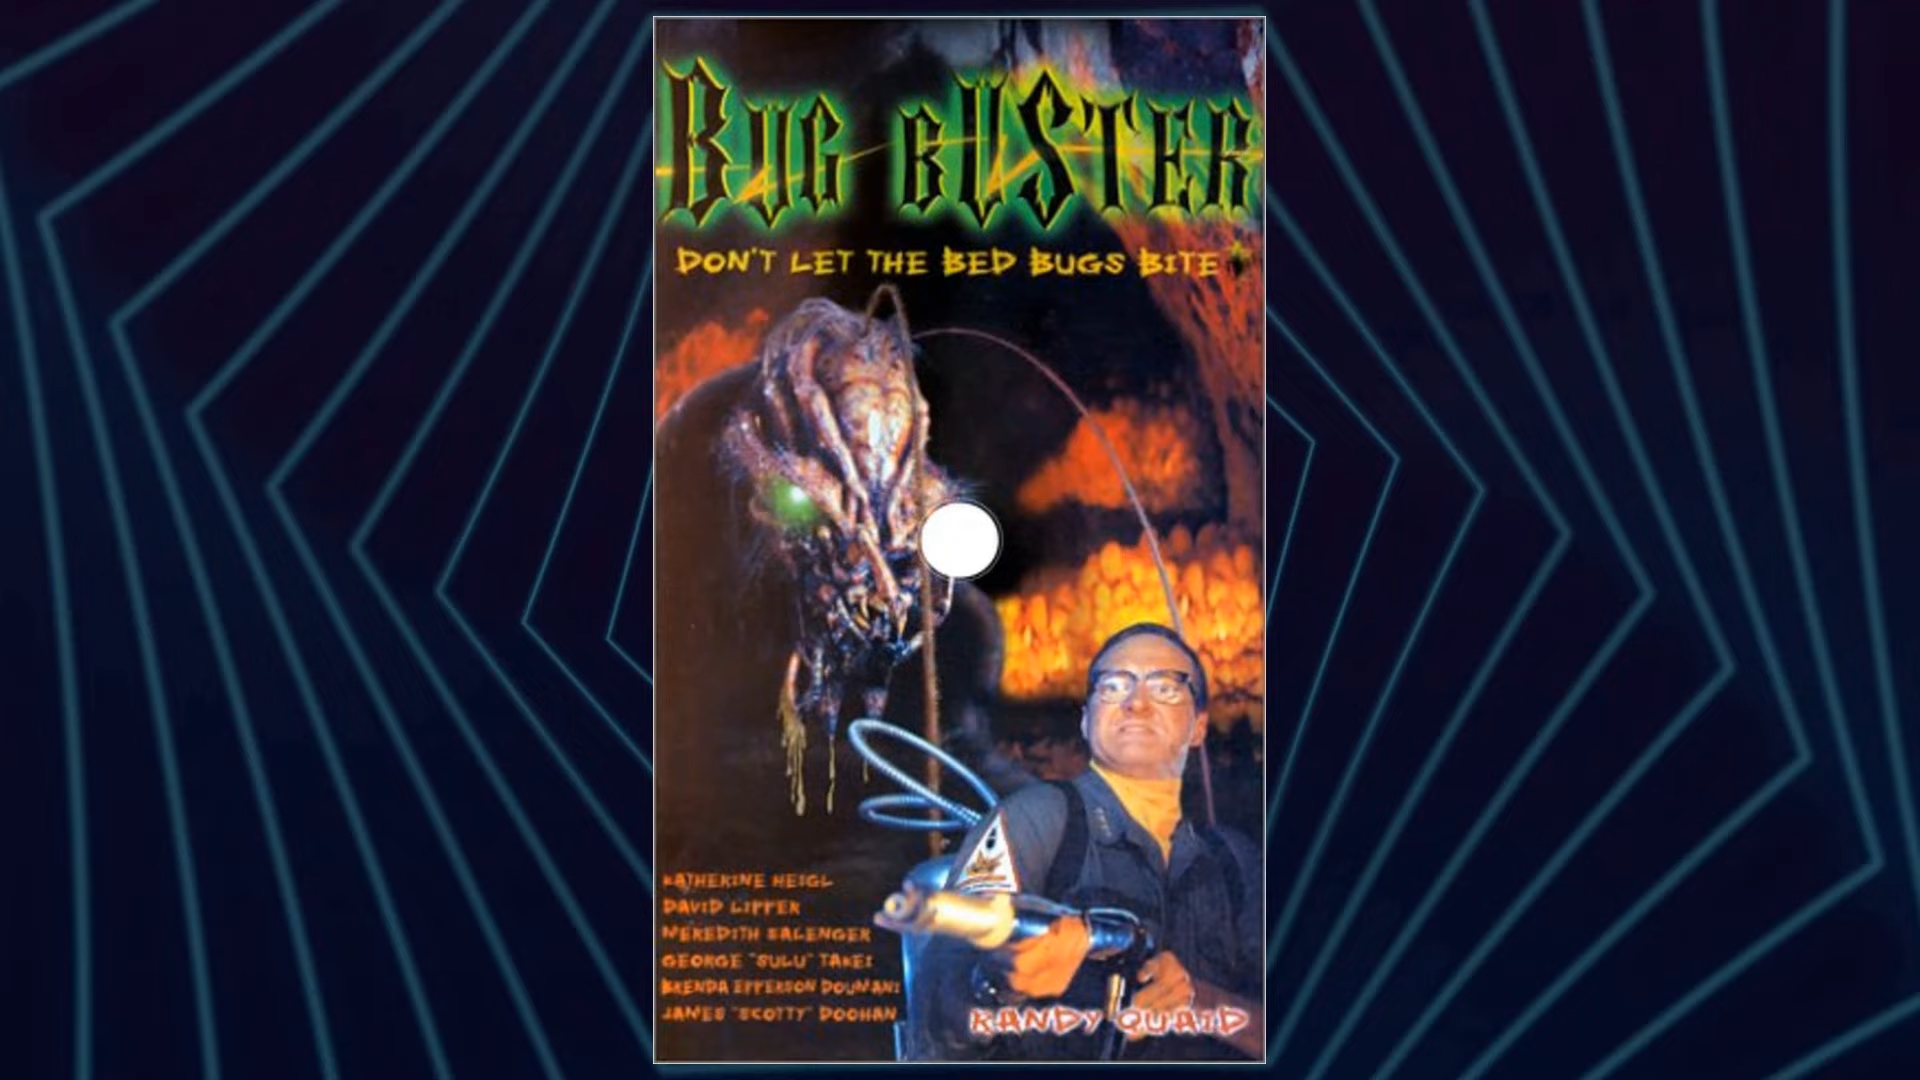 BUG BUSTER
DON'T LET THE BED BUGS BITE
KATHERINE HEIGL
DAVID LIPPER
MEREDITH SALENGER
GEORGE "SULU" TAKEI
BRENDA EPPERSON DOUMANI
JAMES "SCOTTY" DOOHAN
RANDY QUAID